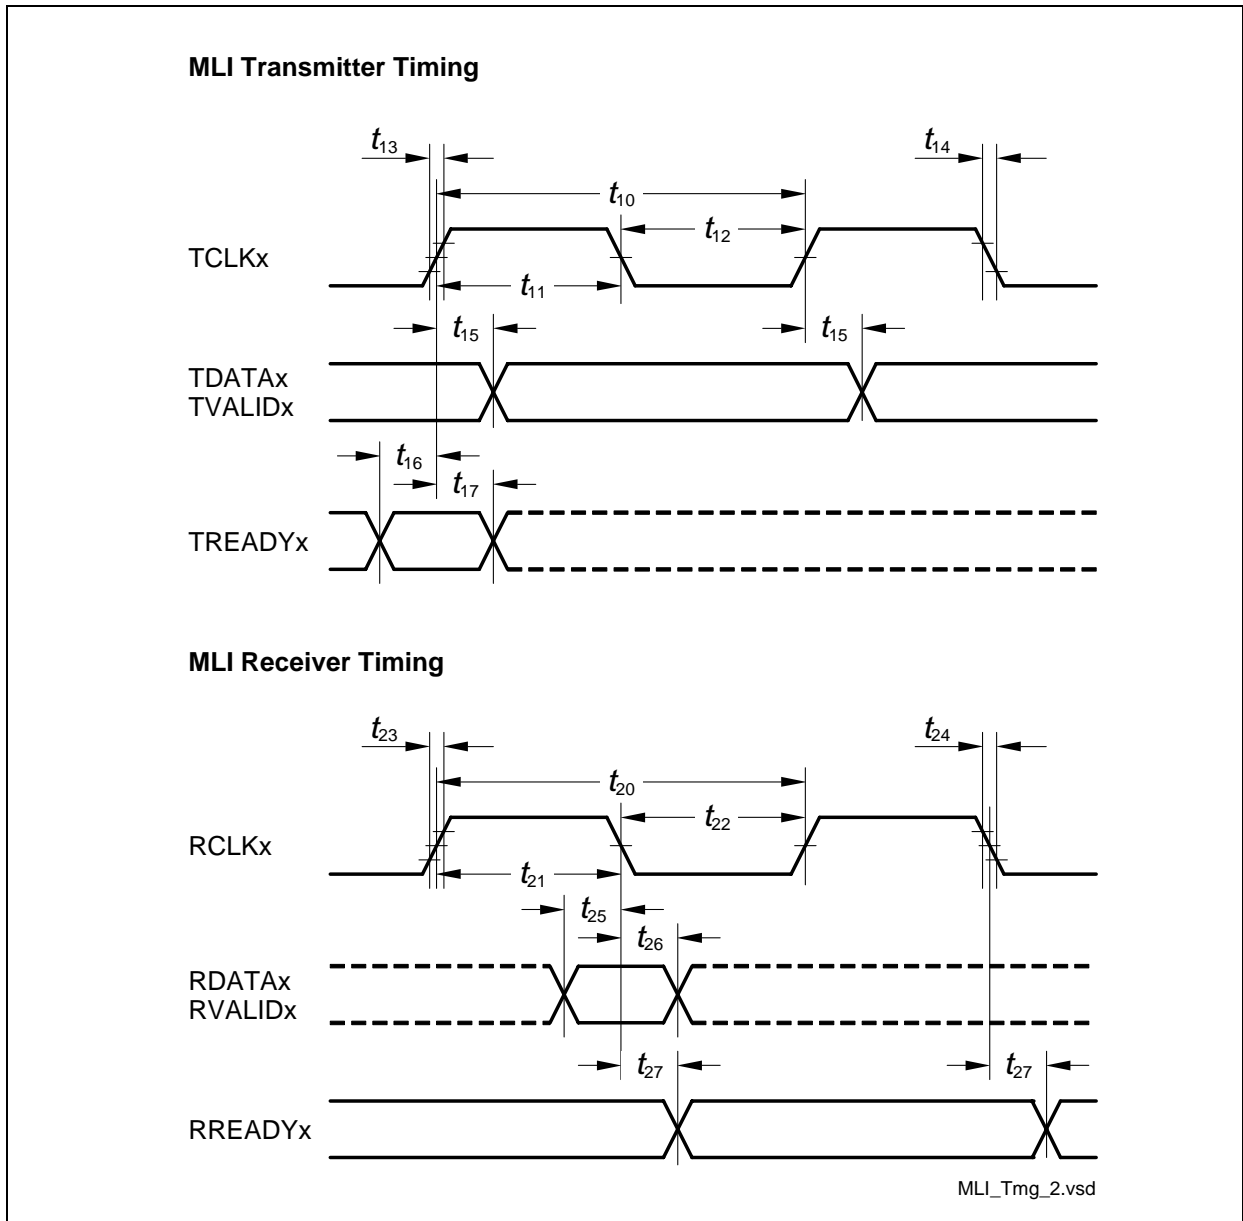 MLI Transmitter Timing
t13
t14
t10
t12
TCLKx
t11
t15
t15
TDATAx
TVALIDx
t16
t17
TREADYx
MLI Receiver Timing
t23
t24
t20
t22
RCLKx
t21
t25
t26
RDATAx
RVALIDx
t27
t27
RREADYx
MLI_Tmg_2.vsd